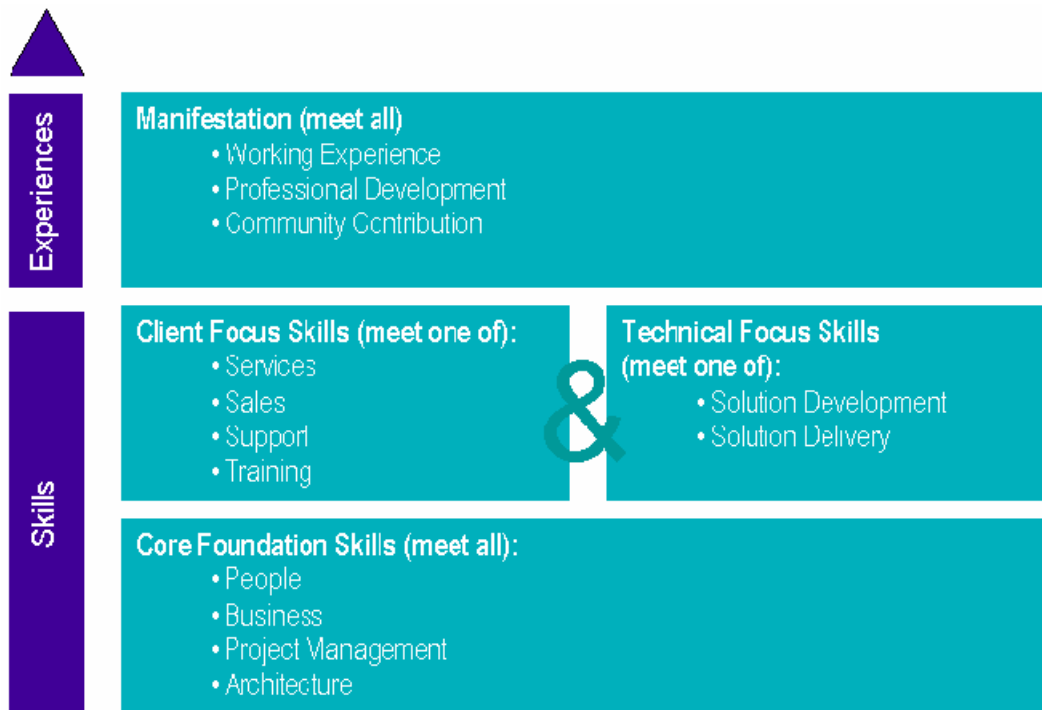 Experiences
Manifestation (meet all)
• Working Experience
• Professional Development
• Community Contribution
Skills
Client Focus Skills (meet one of):
• Services
• Sales
• Support
• Training
&
Technical Focus Skills
(meet one of):
• Solution Development
• Solution Delivery
Core Foundation Skills (meet all):
• People
• Business
• Project Management
• Architecture